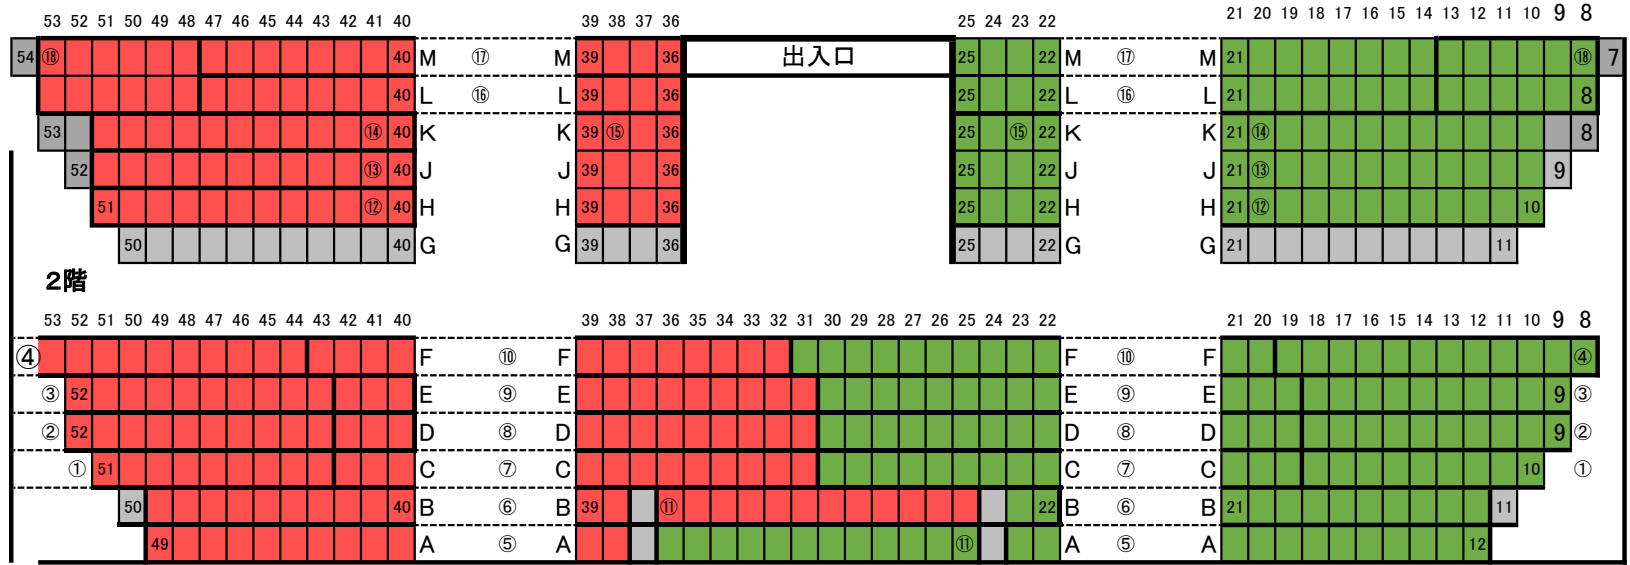 53 52 51 50 49 48 47 46 45 44 43 42 41 40 39 38 37 36 25 24 23 22 21 20 19 18 17 16 15 14 13 12 11 10 9 8
54 ⑱ 40 M ⑰ M 39 36 出入口 25 22 M ⑰ M 21 ⑱ 7
40 L ⑯ L 39 36 25 22 L ⑯ L 21 8
53 ⑭ 40 K K 39 ⑮ 36 25 ⑮ 22 K K 21 ⑭ 8
52 ⑬ 40 J J 39 36 25 22 J J 21 ⑬ 9
51 ⑫ 40 H H 39 36 25 22 H H 21 ⑫ 10
50 40 G G 39 36 25 22 G G 21 11
2階
53 52 51 50 49 48 47 46 45 44 43 42 41 40 39 38 37 36 35 34 33 32 31 30 29 28 27 26 25 24 23 22 21 20 19 18 17 16 15 14 13 12 11 10 9 8
④ F ⑩ F F ⑩ F ④
③ 52 E ⑨ E E ⑨ E 9 ③
② 52 D ⑧ D D ⑧ D 9 ②
① 51 C ⑦ C C ⑦ C 10 ①
50 40 B ⑥ B 39 ⑪ 22 B ⑥ B 21 11
49 A ⑤ A ⑪ A ⑤ A 12